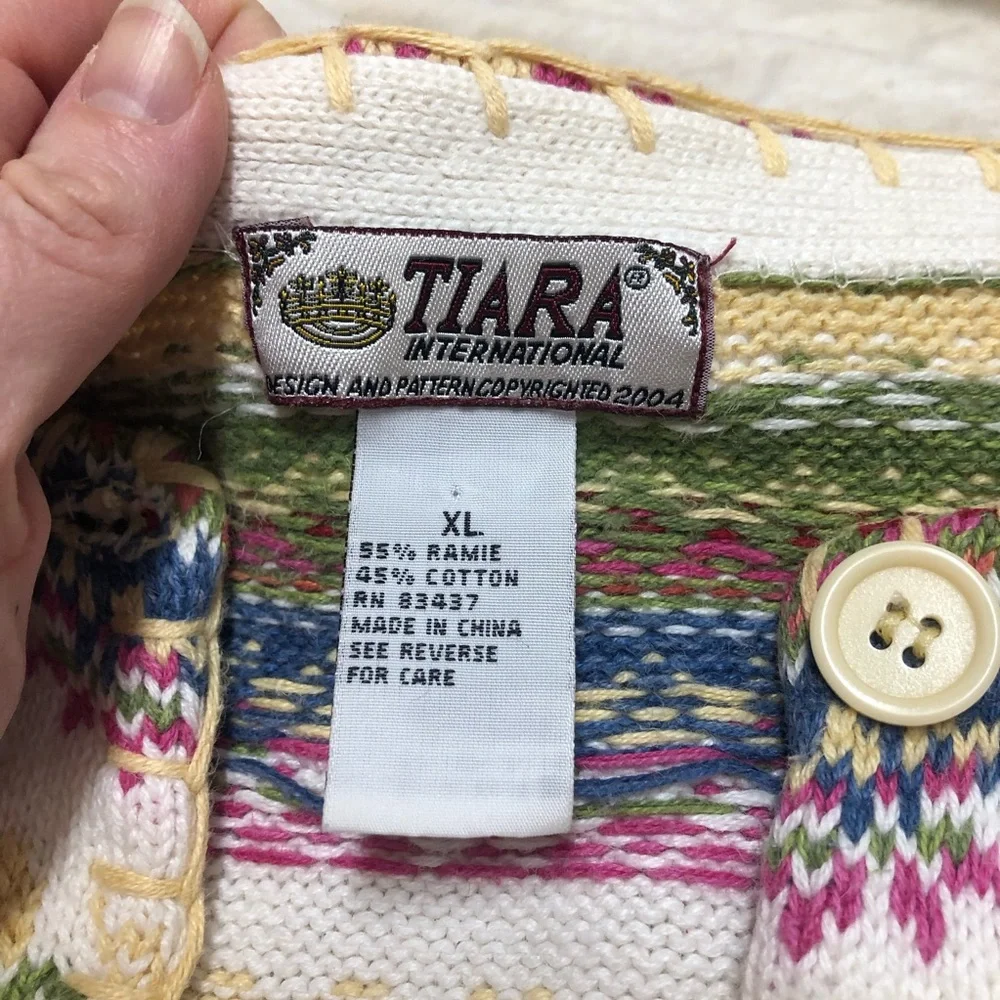 TIARA®
INTERNATIONAL
DESIGN AND PATTERN COPYRIGHTED 2004
XL
55% RAMIE
45% COTTON
RN 83437
MADE IN CHINA
SEE REVERSE
FOR CARE